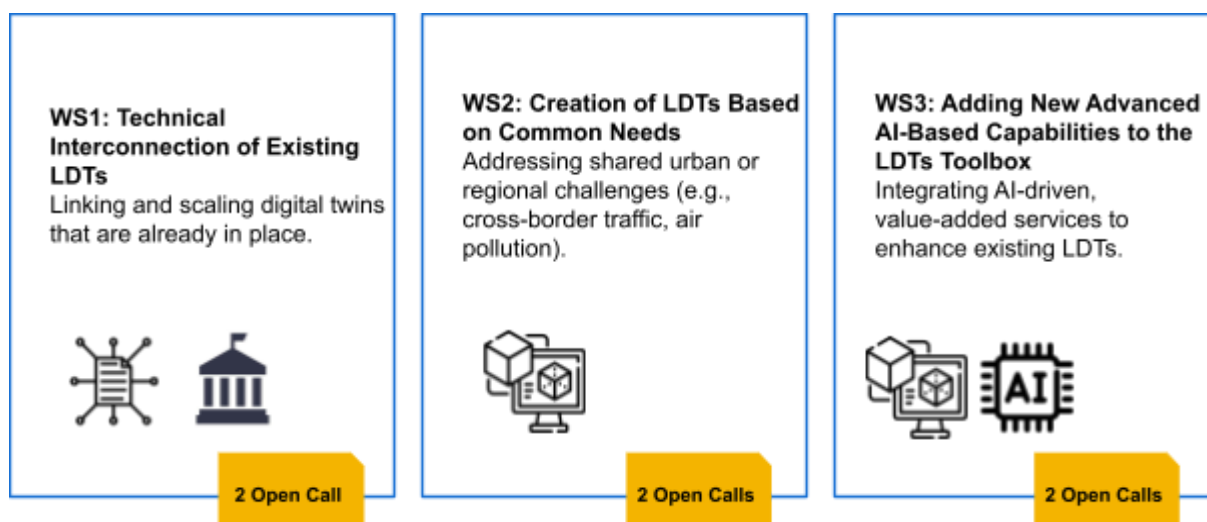 WS1: Technical
Interconnection of Existing
LDTs
Linking and scaling digital twins
that are already in place.
2 Open Call
WS2: Creation of LDTs Based
on Common Needs
Addressing shared urban or
regional challenges (e.g.,
cross-border traffic, air
pollution).
2 Open Calls
WS3: Adding New Advanced
AI-Based Capabilities to the
LDTs Toolbox
Integrating AI-driven,
value-added services to
enhance existing LDTs.
AI
2 Open Calls